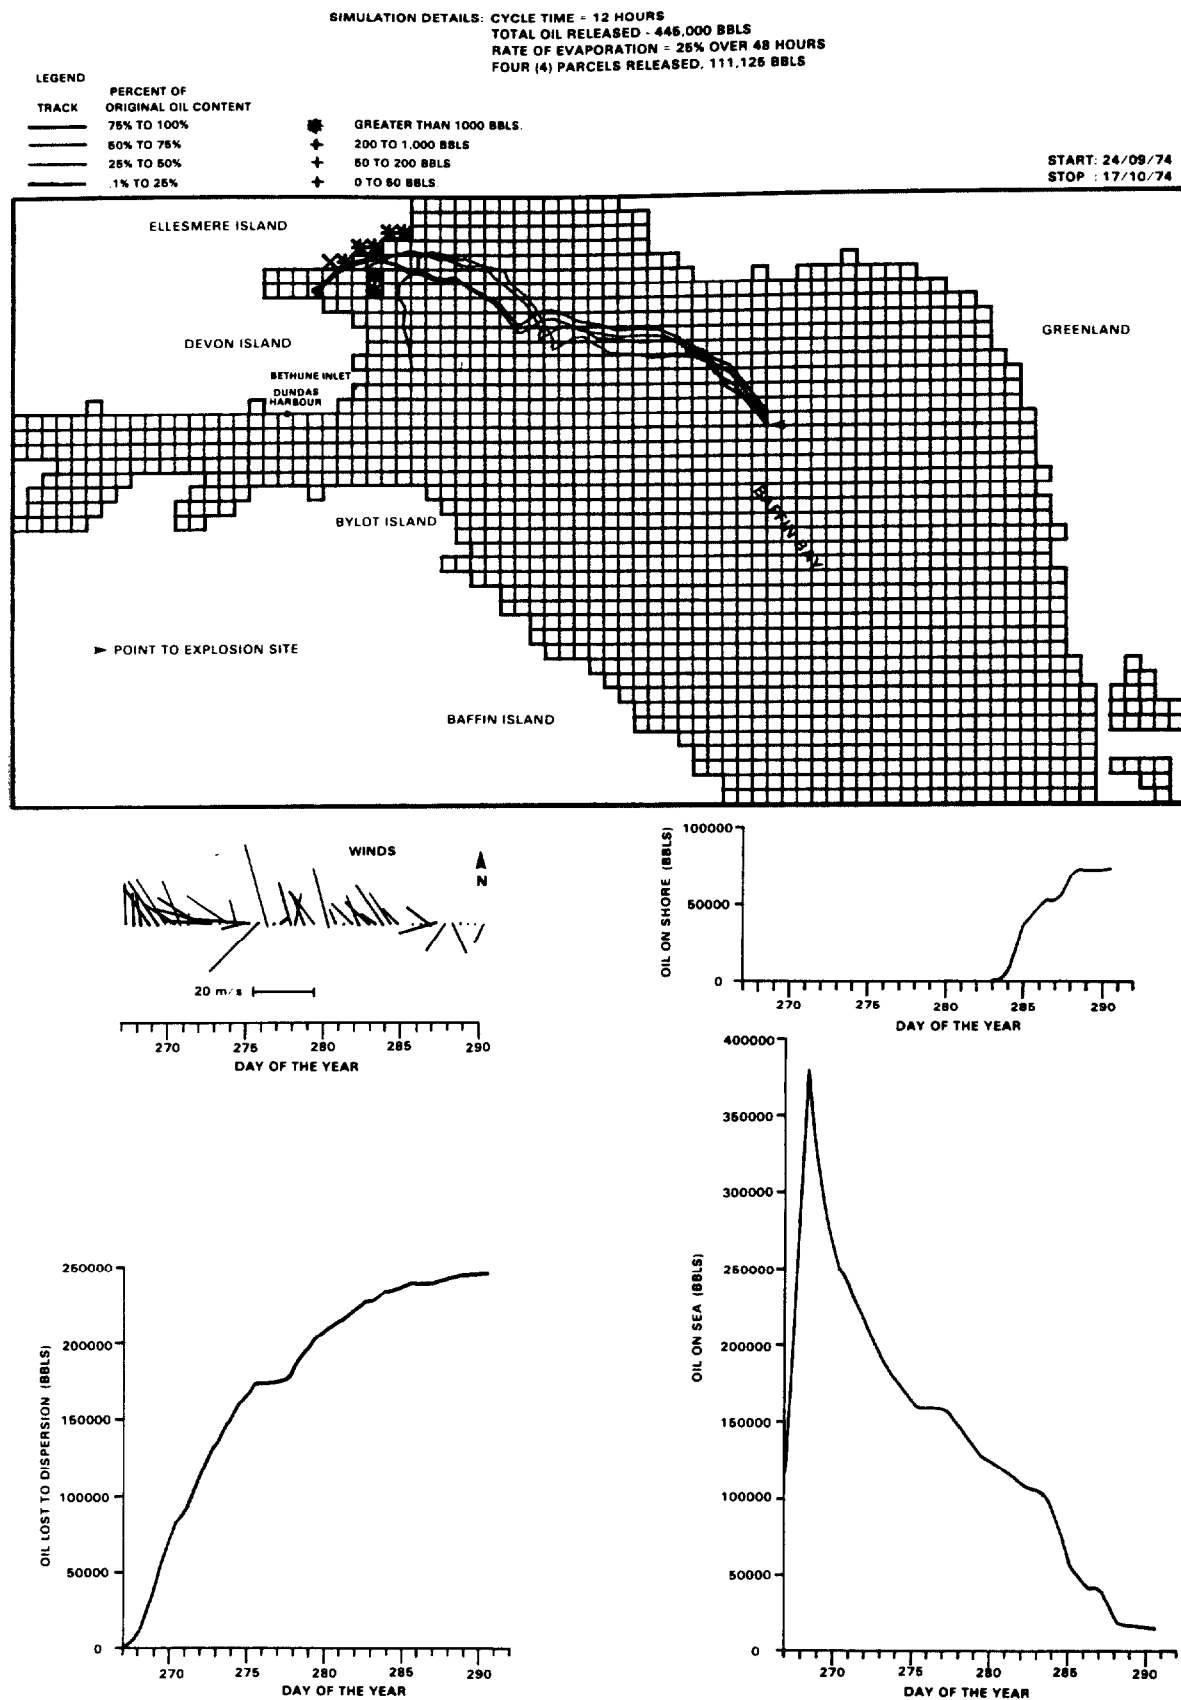 SIMULATION DETAILS: CYCLE TIME = 12 HOURS
TOTAL OIL RELEASED - 445,000 BBLS
RATE OF EVAPORATION = 25% OVER 48 HOURS
FOUR (4) PARCELS RELEASED, 111,125 BBLS
LEGEND
TRACK PERCENT OF ORIGINAL OIL CONTENT
75% TO 100%
50% TO 75%
25% TO 50%
.1% TO 25%
GREATER THAN 1000 BBLS.
200 TO 1,000 BBLS
50 TO 200 BBLS
0 TO 50 BBLS
START: 24/09/74
STOP : 17/10/74
ELLESMERE ISLAND
DEVON ISLAND
GREENLAND
BETHUNE INLET
DUNDAS
HARBOUR
BYLOT ISLAND
BAFFIN BAY
POINT TO EXPLOSION SITE
BAFFIN ISLAND
WINDS
N
20 m/s
270 275 280 285 290
DAY OF THE YEAR
OIL ON SHORE (BBLS)
100000
50000
0
270 275 280 285 290
DAY OF THE YEAR
OIL LOST TO DISPERSION (BBLS)
250000
200000
150000
100000
50000
0
270 275 280 285 290
DAY OF THE YEAR
OIL ON SEA (BBLS)
400000
350000
300000
250000
200000
150000
100000
50000
0
270 275 280 285 290
DAY OF THE YEAR